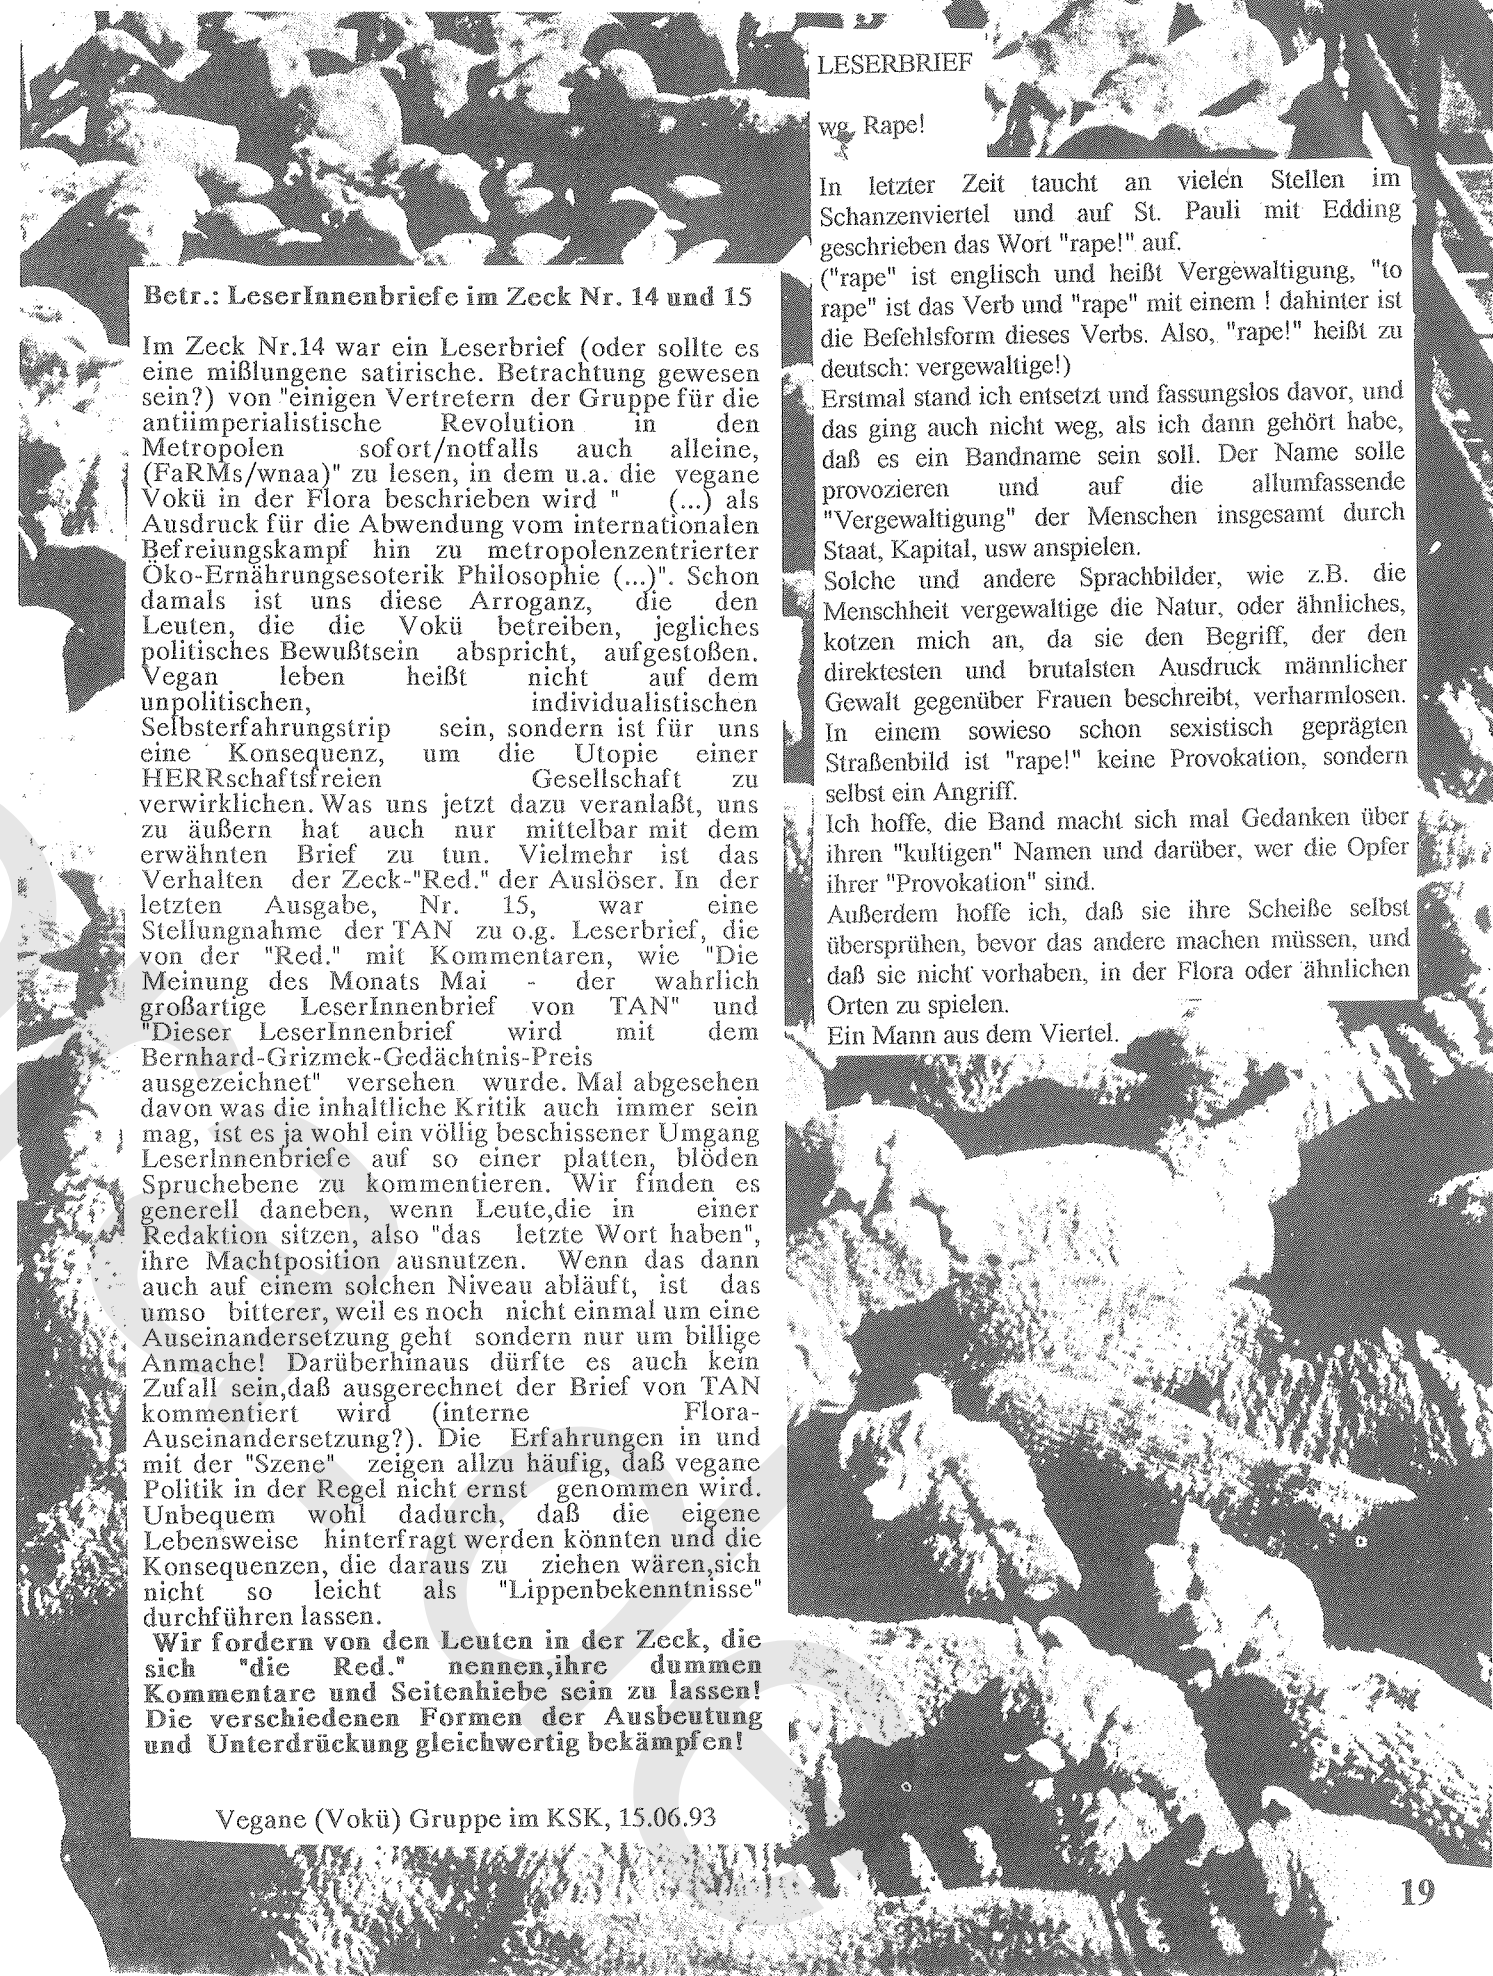 Betr.: LeserInnenbriefe im Zeck Nr. 14 und 15
Im Zeck Nr.14 war ein Leserbrief (oder sollte es
eine mißlungene satirische. Betrachtung gewesen
sein?) von "einigen Vertretern der Gruppe für die
antiimperialistische Revolution in den
Metropolen sofort/notfalls auch alleine,
(FaRMs/wnaa)" zu lesen, in dem u.a. die vegane
Vokü in der Flora beschrieben wird " (...) als
Ausdruck für die Abwendung vom internationalen
Befreiungskampf hin zu metropolenzentrierter
Öko-Ernährungsesoterik Philosophie (...)". Schon
damals ist uns diese Arroganz, die den
Leuten, die die Vokü betreiben, jegliches
politisches Bewußtsein abspricht, aufgestoßen.
Vegan leben heißt nicht auf dem
unpolitischen, individualistischen
Selbsterfahrungstrip sein, sondern ist für uns
eine Konsequenz, um die Utopie einer
HERRschaftsfreien Gesellschaft zu
verwirklichen. Was uns jetzt dazu veranlaßt, uns
zu äußern hat auch nur mittelbar mit dem
erwähnten Brief zu tun. Vielmehr ist das
Verhalten der Zeck-"Red." der Auslöser. In der
letzten Ausgabe, Nr. 15, war eine
Stellungnahme der TAN zu o.g. Leserbrief, die
von der "Red." mit Kommentaren, wie "Die
Meinung des Monats Mai - der wahrlich
großartige LeserInnenbrief von TAN" und
"Dieser LeserInnenbrief wird mit dem
Bernhard-Grizmek-Gedächtnis-Preis
ausgezeichnet" versehen wurde. Mal abgesehen
davon was die inhaltliche Kritik auch immer sein
mag, ist es ja wohl ein völlig beschissener Umgang
LeserInnenbriefe auf so einer platten, blöden
Spruchebene zu kommentieren. Wir finden es
generell daneben, wenn Leute,die in einer
Redaktion sitzen, also "das letzte Wort haben",
ihre Machtposition ausnutzen. Wenn das dann
auch auf einem solchen Niveau abläuft, ist das
umso bitterer, weil es noch nicht einmal um eine
Auseinandersetzung geht sondern nur um billige
Anmache! Darüberhinaus dürfte es auch kein
Zufall sein,daß ausgerechnet der Brief von TAN
kommentiert wird (interne Flora-
Auseinandersetzung?). Die Erfahrungen in und
mit der "Szene" zeigen allzu häufig, daß vegane
Politik in der Regel nicht ernst genommen wird.
Unbequem wohl dadurch, daß die eigene
Lebensweise hinterfragt werden könnten und die
Konsequenzen, die daraus zu ziehen wären,sich
nicht so leicht als "Lippenbekenntnisse"
durchführen lassen.
Wir fordern von den Leuten in der Zeck, die
sich "die Red." nennen,ihre dummen
Kommentare und Seitenhiebe sein zu lassen!
Die verschiedenen Formen der Ausbeutung
und Unterdrückung gleichwertig bekämpfen!
Vegane (Vokü) Gruppe im KSK, 15.06.93
LESERBRIEF
wg. Rape!
In letzter Zeit taucht an vielen Stellen im
Schanzenviertel und auf St. Pauli mit Edding
geschrieben das Wort "rape!" auf.
("rape" ist englisch und heißt Vergewaltigung, "to
rape" ist das Verb und "rape" mit einem ! dahinter ist
die Befehlsform dieses Verbs. Also, "rape!" heißt zu
deutsch: vergewaltige!)
Erstmal stand ich entsetzt und fassungslos davor, und
das ging auch nicht weg, als ich dann gehört habe,
daß es ein Bandname sein soll. Der Name solle
provozieren und auf die allumfassende
"Vergewaltigung" der Menschen insgesamt durch
Staat, Kapital, usw anspielen.
Solche und andere Sprachbilder, wie z.B. die
Menschheit vergewaltige die Natur, oder ähnliches,
kotzen mich an, da sie den Begriff, der den
direktesten und brutalsten Ausdruck männlicher
Gewalt gegenüber Frauen beschreibt, verharmlosen.
In einem sowieso schon sexistisch geprägten
Straßenbild ist "rape!" keine Provokation, sondern
selbst ein Angriff.
Ich hoffe, die Band macht sich mal Gedanken über
ihren "kultigen" Namen und darüber, wer die Opfer
ihrer "Provokation" sind.
Außerdem hoffe ich, daß sie ihre Scheiße selbst
übersprühen, bevor das andere machen müssen, und
daß sie nicht vorhaben, in der Flora oder ähnlichen
Orten zu spielen.
Ein Mann aus dem Viertel.
19